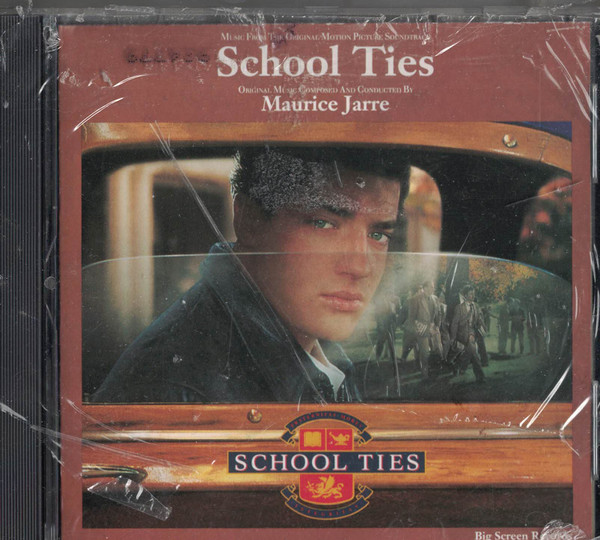 Music From The Original Motion Picture Soundtrack
School Ties
Original Music Composed And Conducted By
Maurice Jarre
SCHOOL TIES
Big Screen